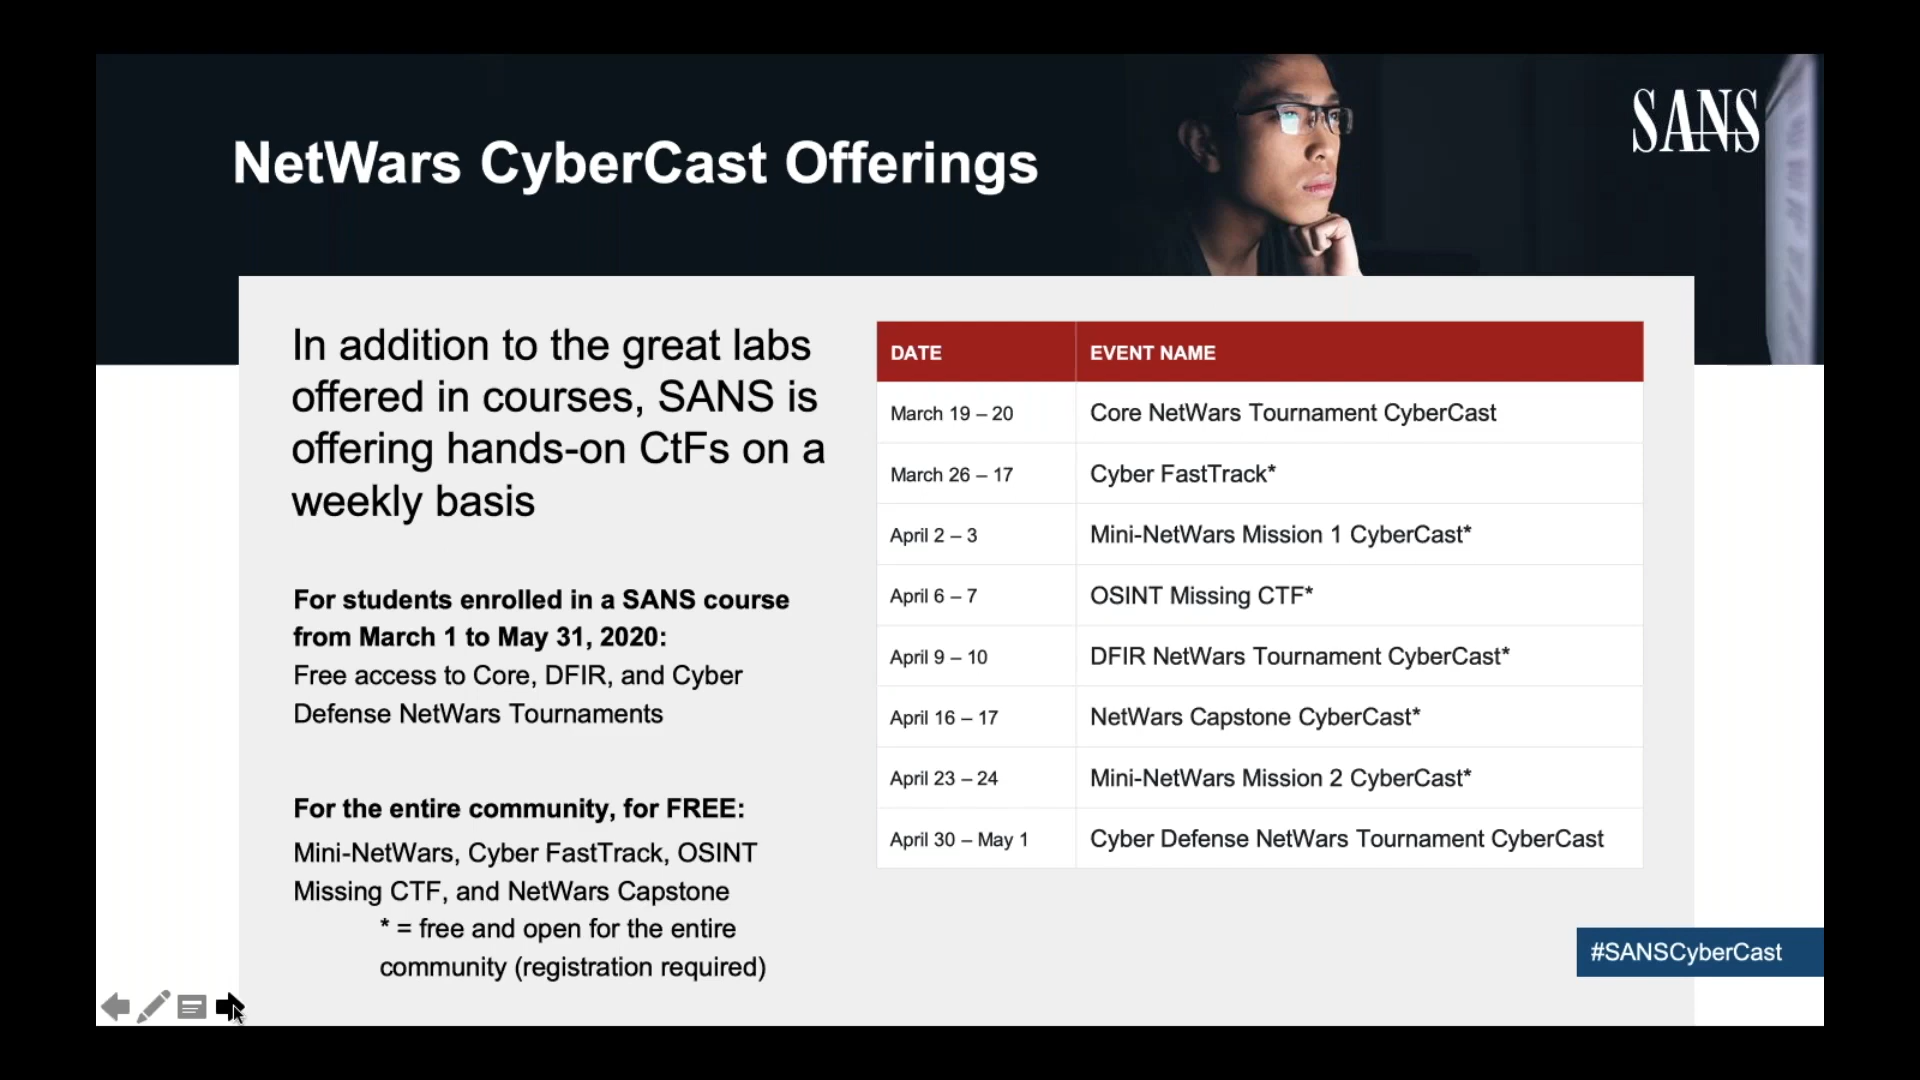 SANS
NetWars CyberCast Offerings
In addition to the great labs
offered in courses, SANS is
offering hands-on CtFs on a
weekly basis
For students enrolled in a SANS course
from March 1 to May 31, 2020:
Free access to Core, DFIR, and Cyber
Defense NetWars Tournaments
For the entire community, for FREE:
Mini-NetWars, Cyber FastTrack, OSINT
Missing CTF, and NetWars Capstone
* = free and open for the entire
community (registration required)
DATE EVENT NAME
March 19 – 20 Core NetWars Tournament CyberCast
March 26 – 17 Cyber FastTrack*
April 2 – 3 Mini-NetWars Mission 1 CyberCast*
April 6 – 7 OSINT Missing CTF*
April 9 – 10 DFIR NetWars Tournament CyberCast*
April 16 – 17 NetWars Capstone CyberCast*
April 23 – 24 Mini-NetWars Mission 2 CyberCast*
April 30 – May 1 Cyber Defense NetWars Tournament CyberCast
#SANSCyberCast